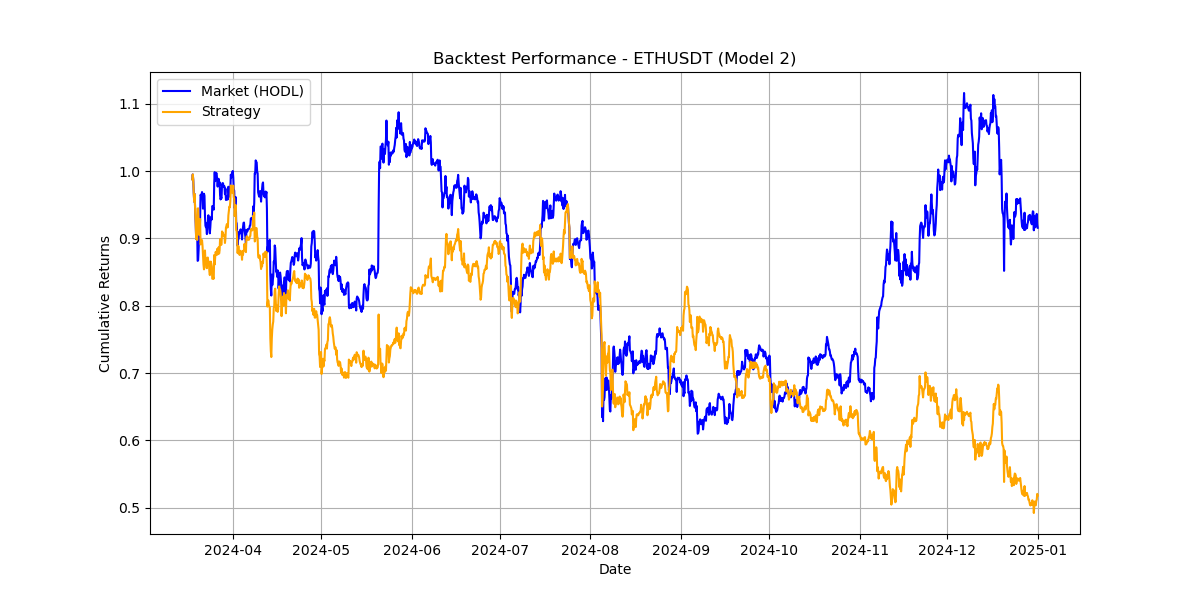 Backtest Performance - ETHUSDT (Model 2)
Market (HODL)
Strategy
Cumulative Returns
1.1
1.0
0.9
0.8
0.7
0.6
0.5
2024-04 2024-05 2024-06 2024-07 2024-08 2024-09 2024-10 2024-11 2024-12 2025-01
Date